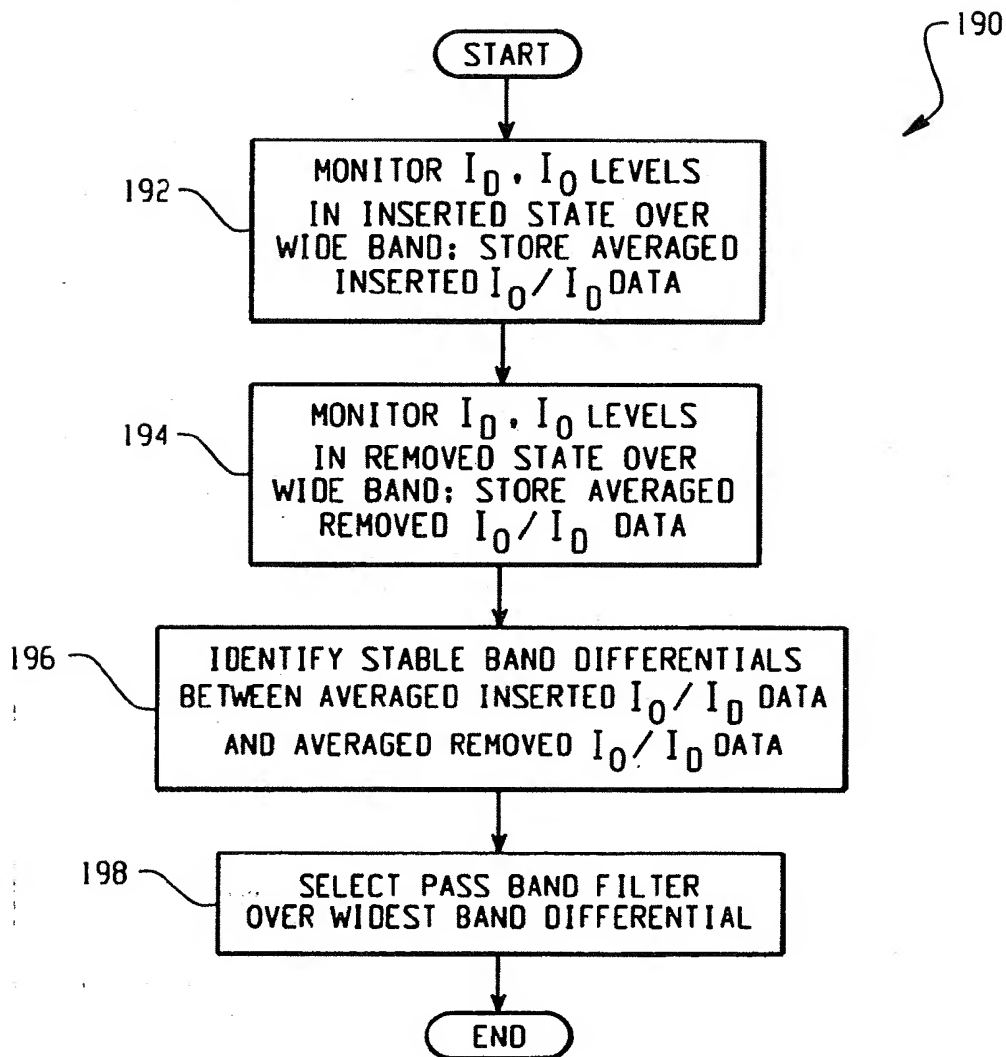 190
START
192
MONITOR I_D, I_O LEVELS
IN INSERTED STATE OVER
WIDE BAND; STORE AVERAGED
INSERTED I_O/I_D DATA
194
MONITOR I_D, I_O LEVELS
IN REMOVED STATE OVER
WIDE BAND; STORE AVERAGED
REMOVED I_O/I_D DATA
196
IDENTIFY STABLE BAND DIFFERENTIALS
BETWEEN AVERAGED INSERTED I_O/I_D DATA
AND AVERAGED REMOVED I_O/I_D DATA
198
SELECT PASS BAND FILTER
OVER WIDEST BAND DIFFERENTIAL
END